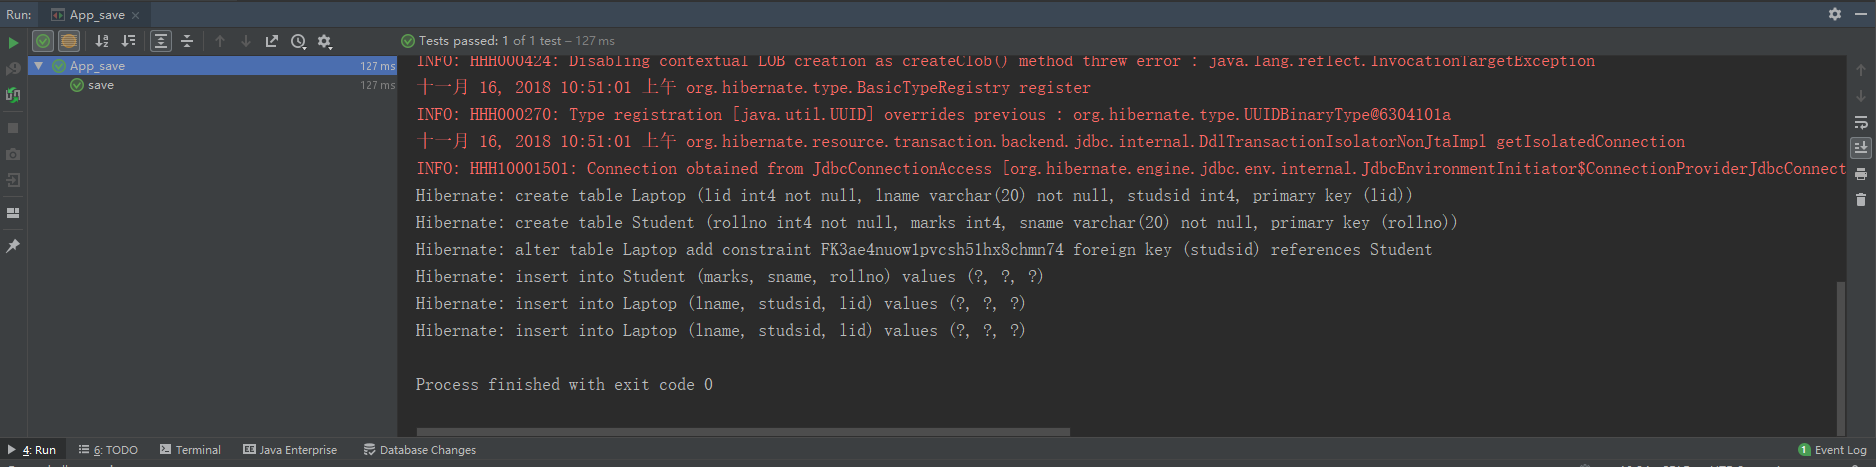 Run: App_save
Tests passed: 1 of 1 test – 127 ms
App_save 127 ms
save 127 ms
INFO: HHH000424: Disabling contextual LOB creation as createClob() method threw error : java.lang.reflect.InvocationTargetException
十一月 16, 2018 10:51:01 上午 org.hibernate.type.BasicTypeRegistry register
INFO: HHH000270: Type registration [java.util.UUID] overrides previous : org.hibernate.type.UUIDBinaryType@6304101a
十一月 16, 2018 10:51:01 上午 org.hibernate.resource.transaction.backend.jdbc.internal.DdlTransactionIsolatorNonJtaImpl getIsolatedConnection
INFO: HHH10001501: Connection obtained from JdbcConnectionAccess [org.hibernate.engine.jdbc.env.internal.JdbcEnvironmentInitiator$ConnectionProviderJdbcConnect
Hibernate: create table Laptop (lid int4 not null, lname varchar(20) not null, studsid int4, primary key (lid))
Hibernate: create table Student (rollno int4 not null, marks int4, sname varchar(20) not null, primary key (rollno))
Hibernate: alter table Laptop add constraint FK3ae4nuow1pvcsh51hx8chmn74 foreign key (studsid) references Student
Hibernate: insert into Student (marks, sname, rollno) values (?, ?, ?)
Hibernate: insert into Laptop (lname, studsid, lid) values (?, ?, ?)
Hibernate: insert into Laptop (lname, studsid, lid) values (?, ?, ?)
Process finished with exit code 0
4: Run 6: TODO Terminal Java Enterprise Database Changes 1 Event Log